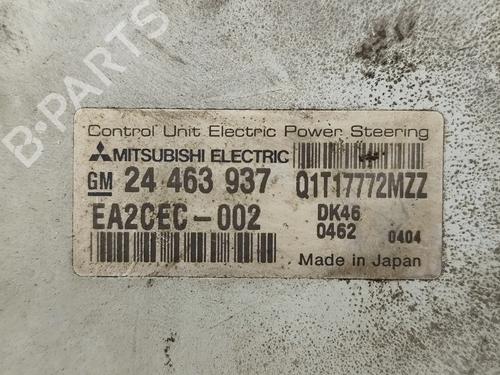 B-PARTS
Control Unit Electric Power Steering
MITSUBISHI ELECTRIC
GM 24 463 937 Q1T17772MZZ
EA2CEC-002 DK46
0462 0404
Made in Japan